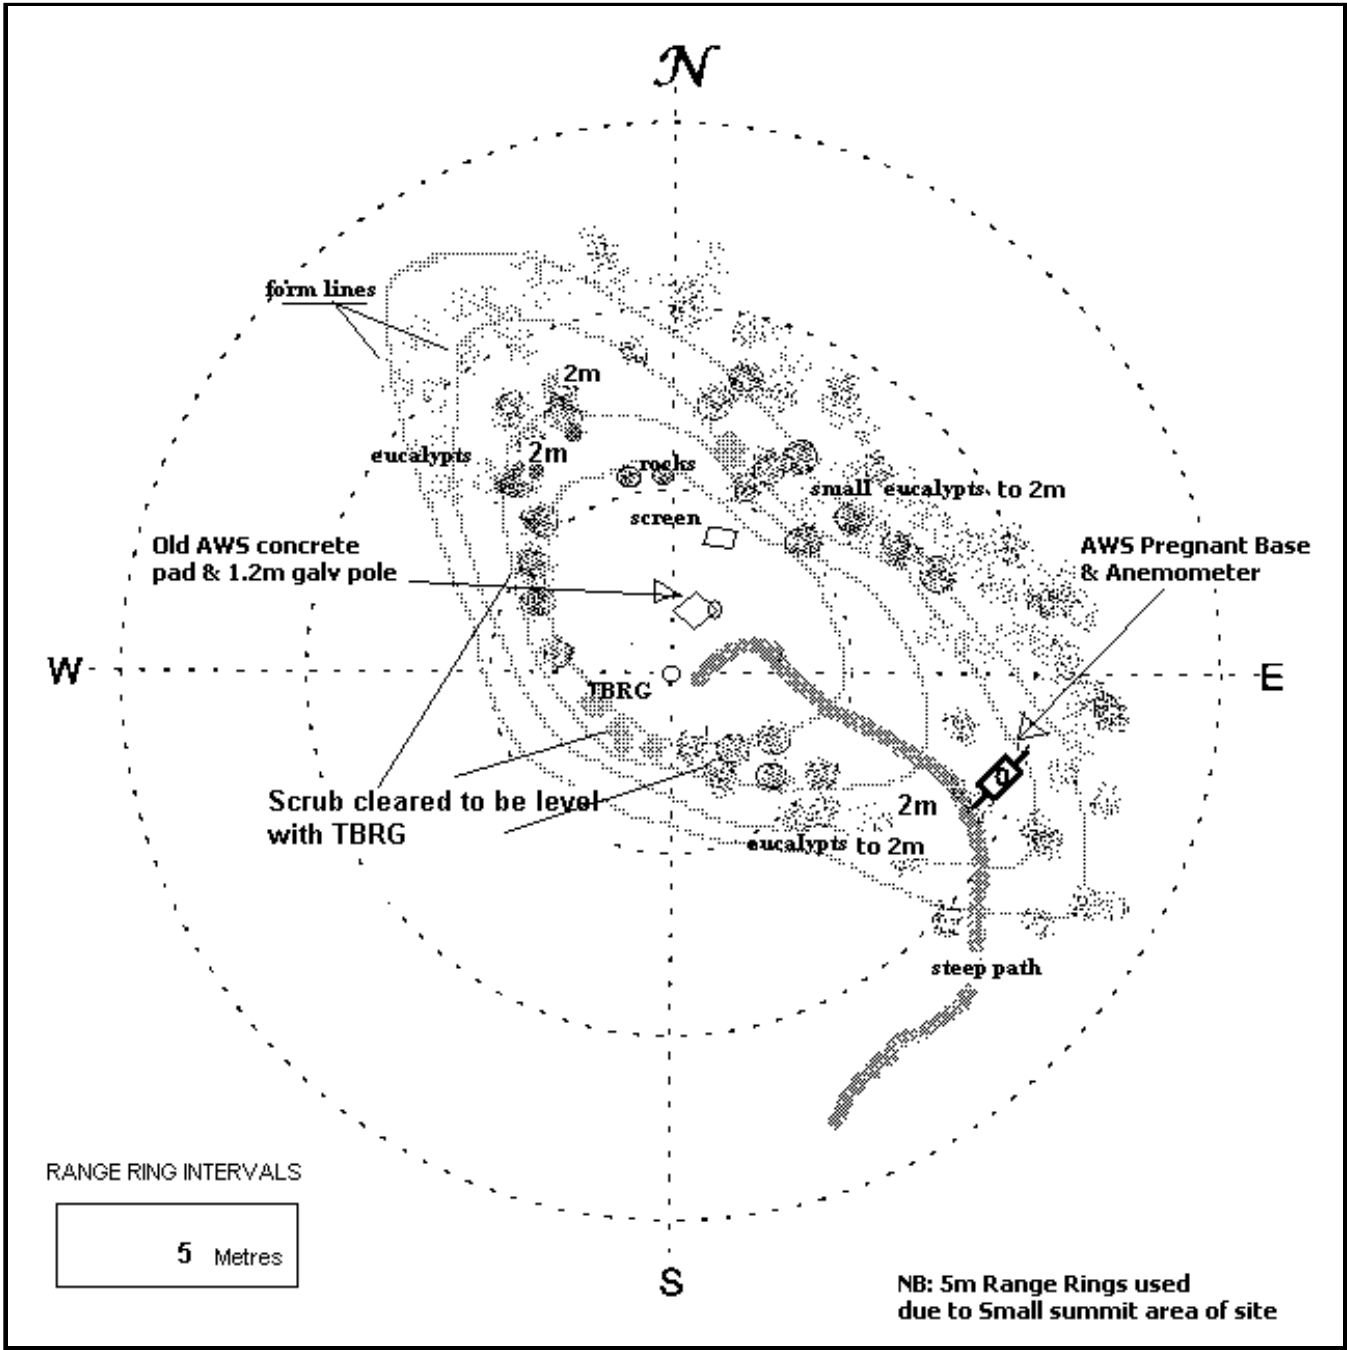 N
form lines
2m
eucalypts
2m
rocks
small eucalypts to 2m
screen
Old AWS concrete
pad & 1.2m galv pole
AWS Pregnant Base
& Anemometer
W
E
TBRG
Scrub cleared to be level
with TBRG
2m
eucalypts to 2m
steep path
RANGE RING INTERVALS
5 Metres
S
NB: 5m Range Rings used
due to Small summit area of site